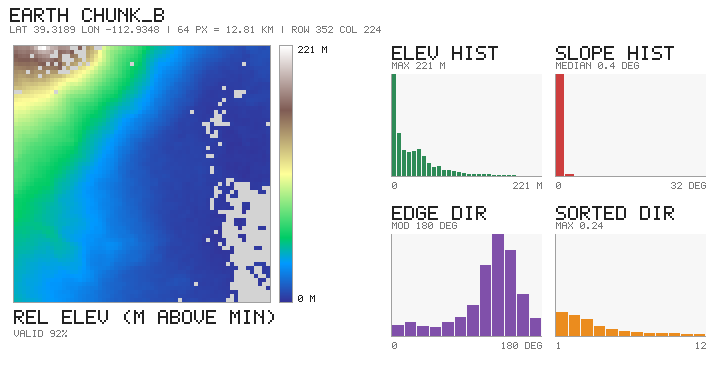 EARTH CHUNK_B
LAT 39.3189 LON -112.9348 | 64 PX = 12.81 KM | ROW 352 COL 224
221 M
0 M
REL ELEV (M ABOVE MIN)
VALID 92%
ELEV HIST
MAX 221 M
0 221 M
SLOPE HIST
MEDIAN 0.4 DEG
0 32 DEG
EDGE DIR
MOD 180 DEG
0 180 DEG
SORTED DIR
MAX 0.24
1 12